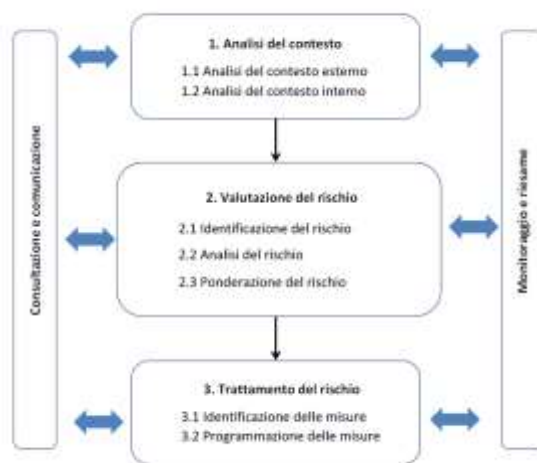 Consultazione e comunicazione
1. Analisi del contesto
1.1 Analisi del contesto esterno
1.2 Analisi del contesto interno
2. Valutazione del rischio
2.1 Identificazione del rischio
2.2 Analisi del rischio
2.3 Ponderazione del rischio
3. Trattamento del rischio
3.1 Identificazione delle misure
3.2 Programmazione delle misure
Monitoraggio e riesame